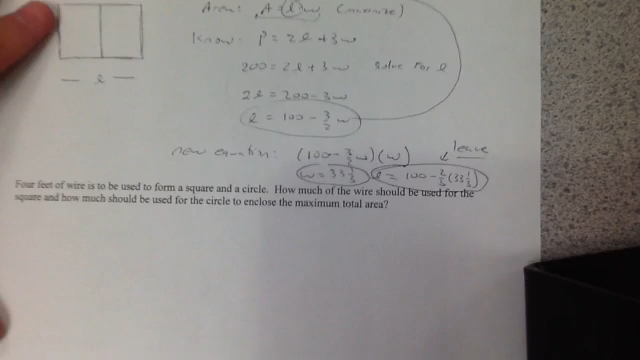 Area: A = l w (maximize)
Know: P = 2l + 3w
200 = 2l + 3w solve for l
2l = 200 - 3w
l = 100 - 3/2 w
l
new equation: (100 - 3/2 w)(w) leave
w = 33 1/3 l = 100 - 2/3 (33 1/3)
Four feet of wire is to be used to form a square and a circle. How much of the wire should be used for the
square and how much should be used for the circle to enclose the maximum total area?